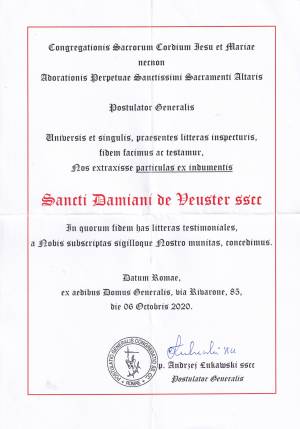 Congregationis Sacrorum Cordium Iesu et Mariae
necnon
Adorationis Perpetuae Sanctissimi Sacramenti Altaris
Postulator Generalis
Universis et singulis, praesentes litteras inspecturis,
fidem facimus ac testamur,
Nos extraxisse particulas ex indumentis
Sancti Damiani de Veuster sscc
In quorum fidem has litteras testimoniales,
a Nobis subscriptas sigilloque Nostro munitas, concedimus.
Datum Romae,
ex aedibus Domus Generalis, via Rivarone, 85,
die 06 Octobris 2020.
p. Andrzej Łukawski sscc
Postulator Generalis